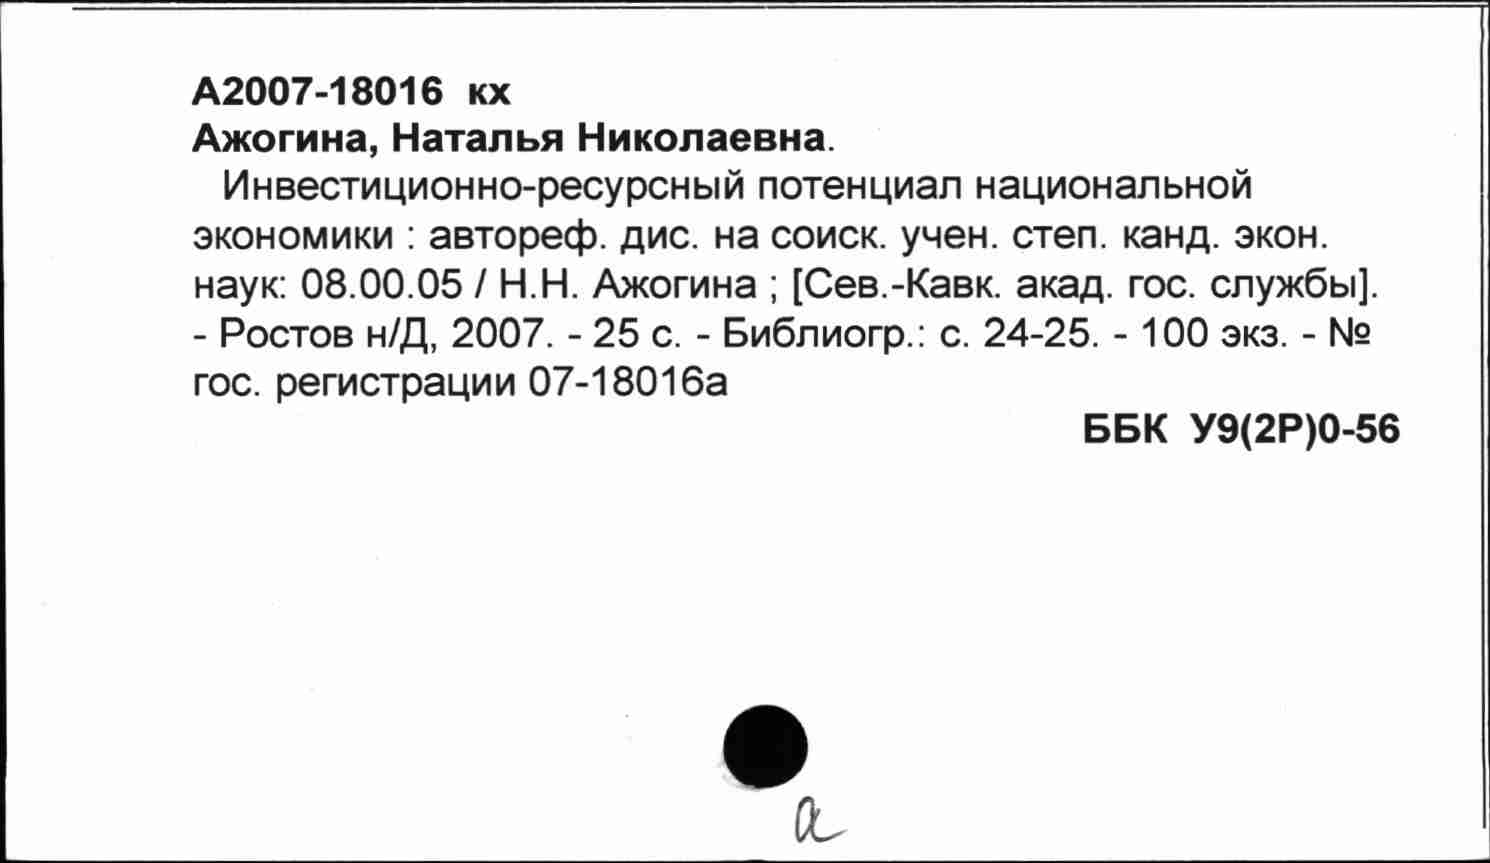 А2007-18016 кх
Ажогина, Наталья Николаевна.
Инвестиционно-ресурсный потенциал национальной
экономики : автореф. дис. на соиск. учен. степ. канд. экон.
наук: 08.00.05 / Н.Н. Ажогина ; [Сев.-Кавк. акад. гос. службы].
- Ростов н/Д, 2007. - 25 с. - Библиогр.: с. 24-25. - 100 экз. - №
гос. регистрации 07-18016а
ББК У9(2Р)0-56
а